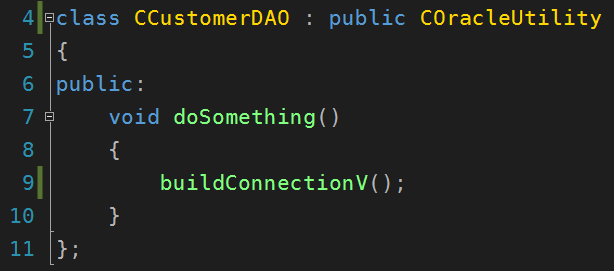 4 class CCustomerDAO : public COracleUtility
5 {
6 public:
7     void doSomething()
8     {
9         buildConnectionV();
10     }
11 };